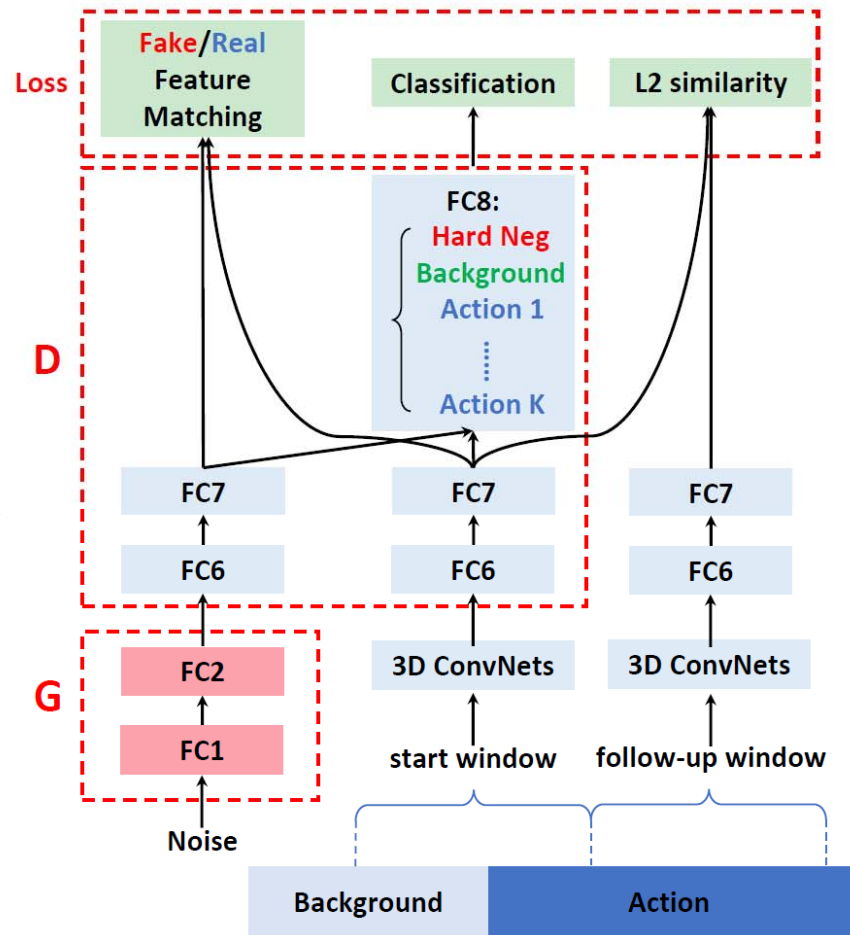 Loss
Fake/Real
Feature
Matching
Classification
L2 similarity
D
FC8:
Hard Neg
Background
Action 1
Action K
FC7
FC7
FC7
FC6
FC6
FC6
G
FC2
3D ConvNets
3D ConvNets
FC1
start window
follow-up window
Noise
Background
Action